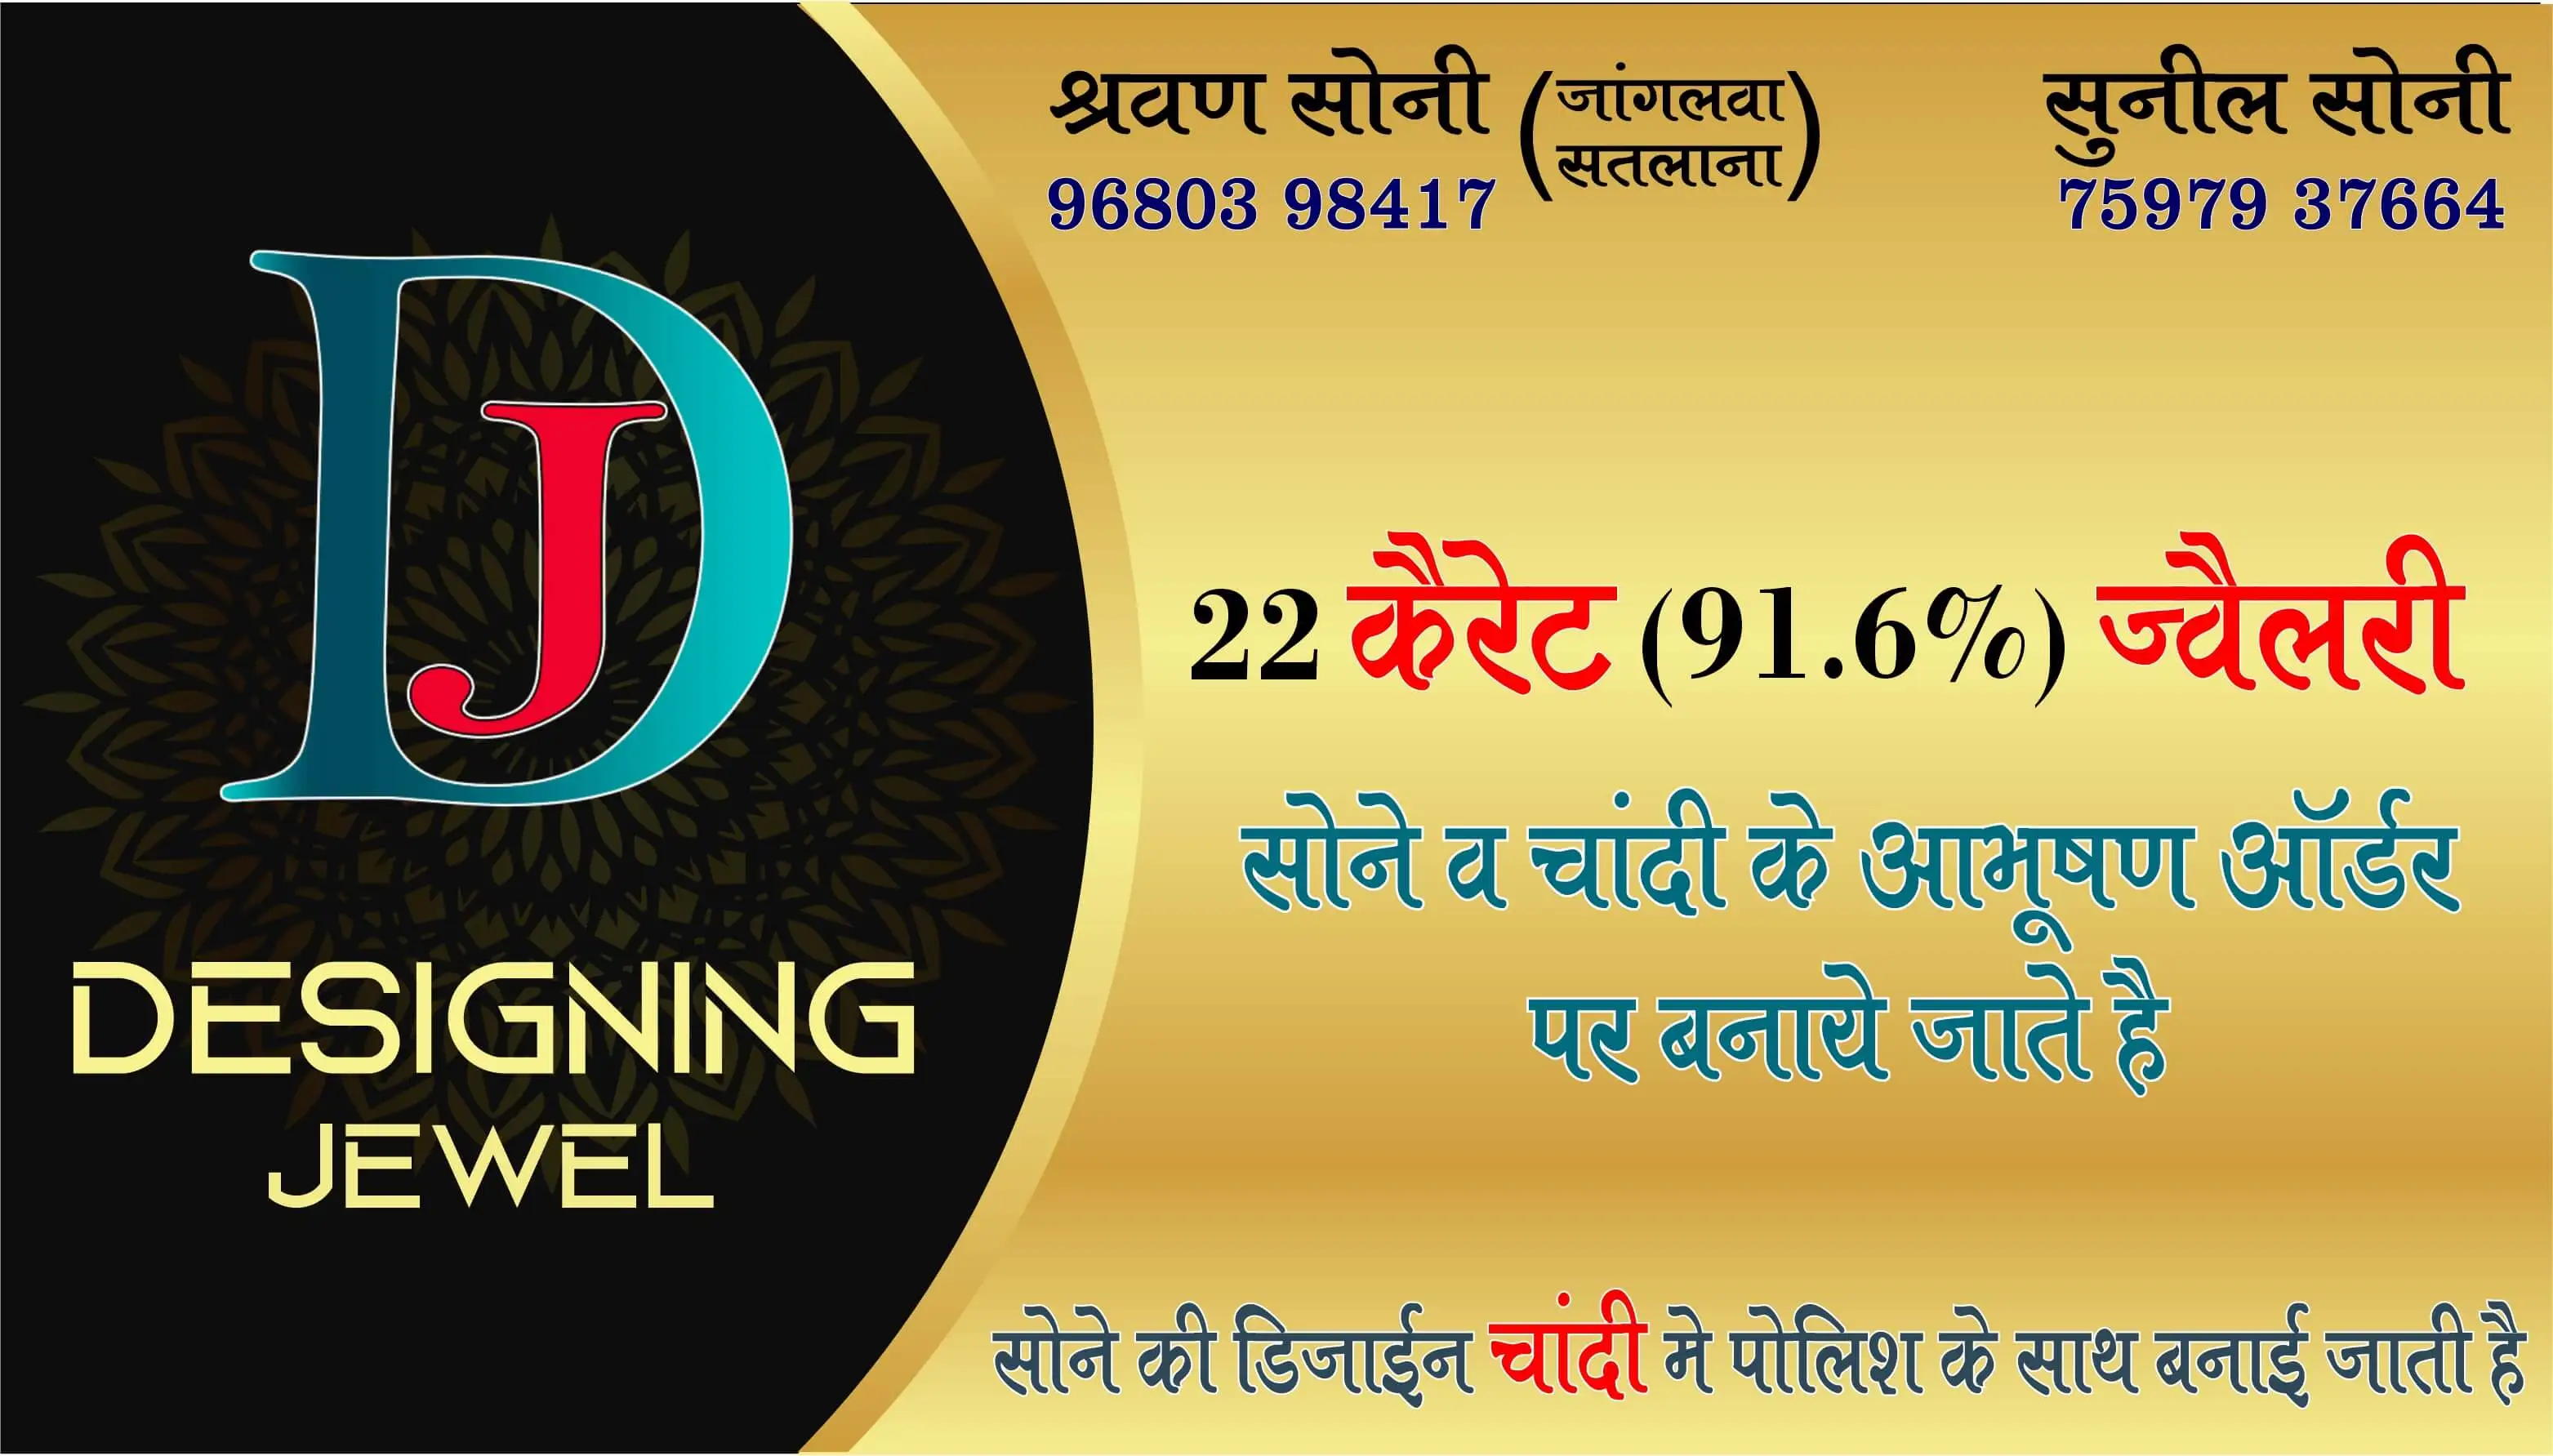 श्रवण सोनी (जांगलवा सतलाना)
96803 98417
सुनील सोनी
75979 37664
DJ
DESIGNING
JEWEL
22 कैरेट (91.6%) ज्वैलरी
सोने व चांदी के आभूषण ऑर्डर
पर बनाये जाते है
सोने की डिजाईन चांदी मे पोलिश के साथ बनाई जाती है